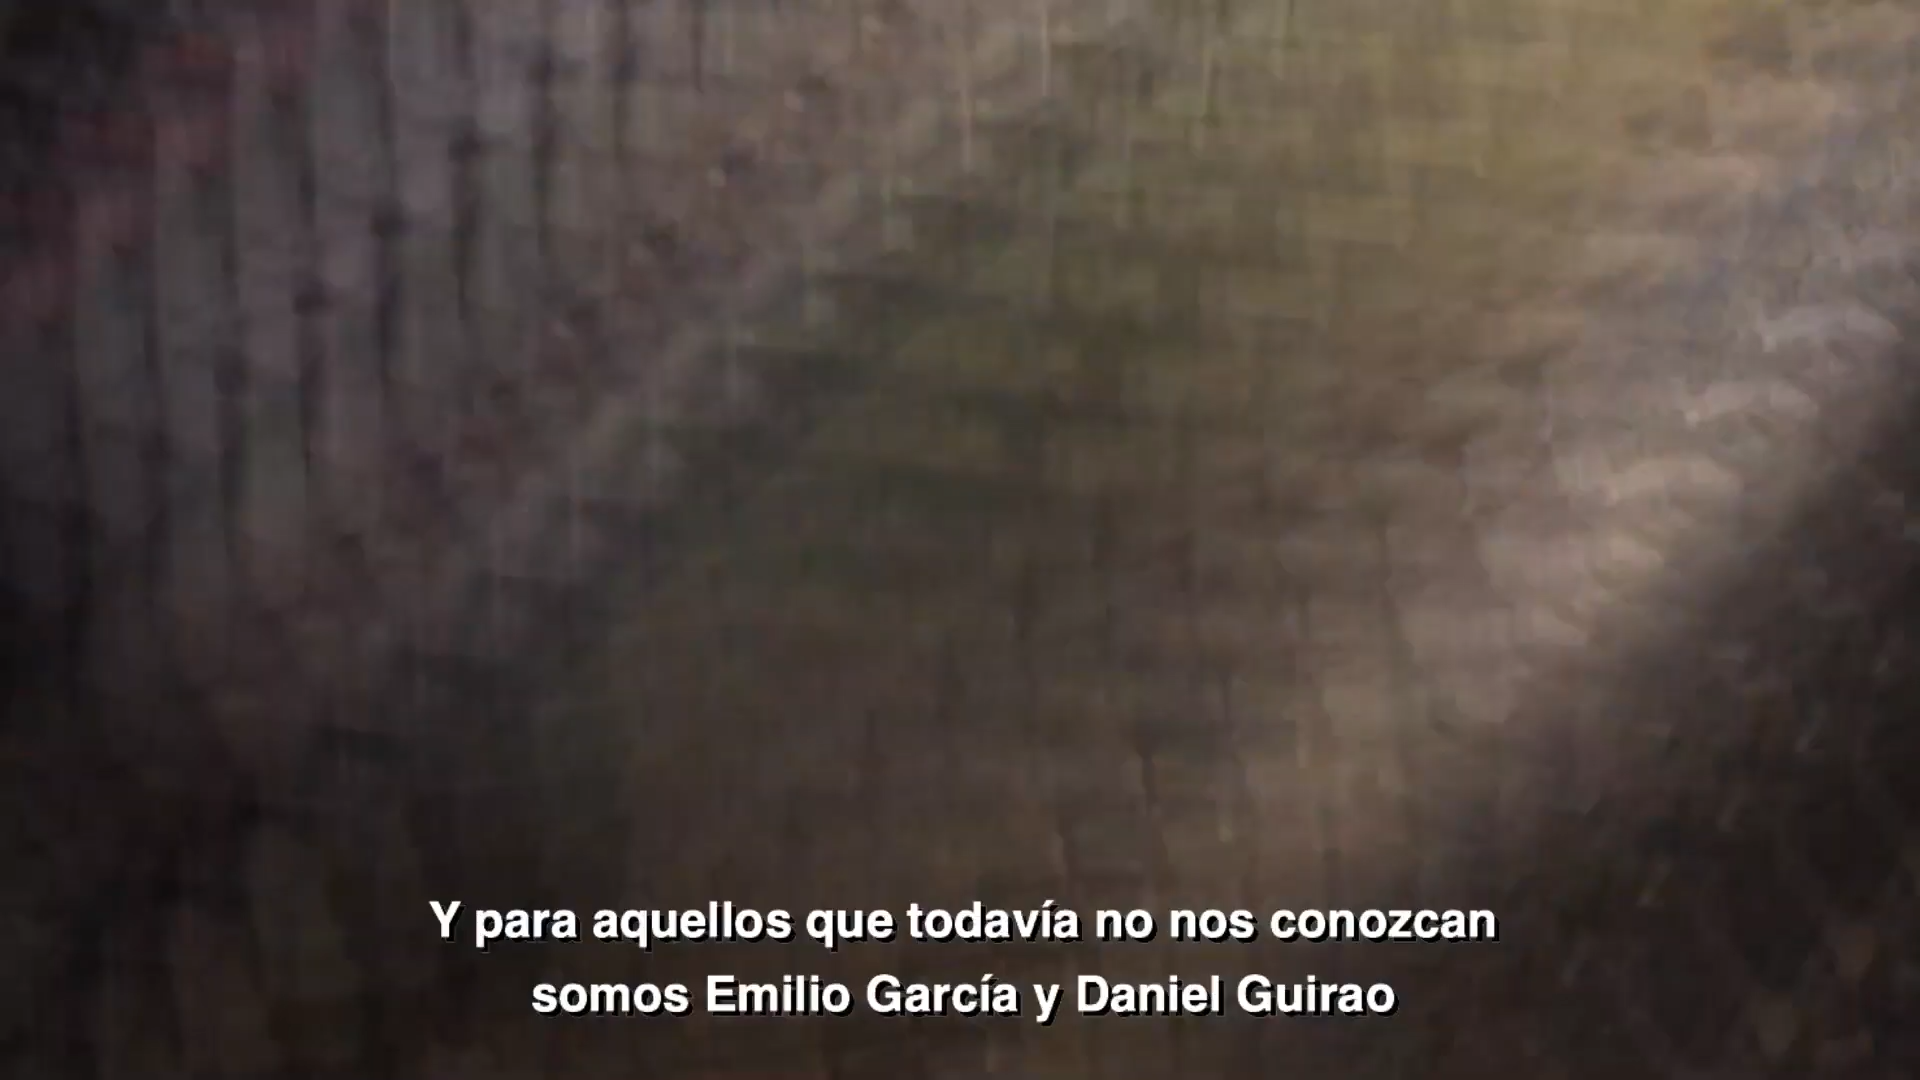 Y para aquellos que todavía no nos conozcan
somos Emilio García y Daniel Guirao